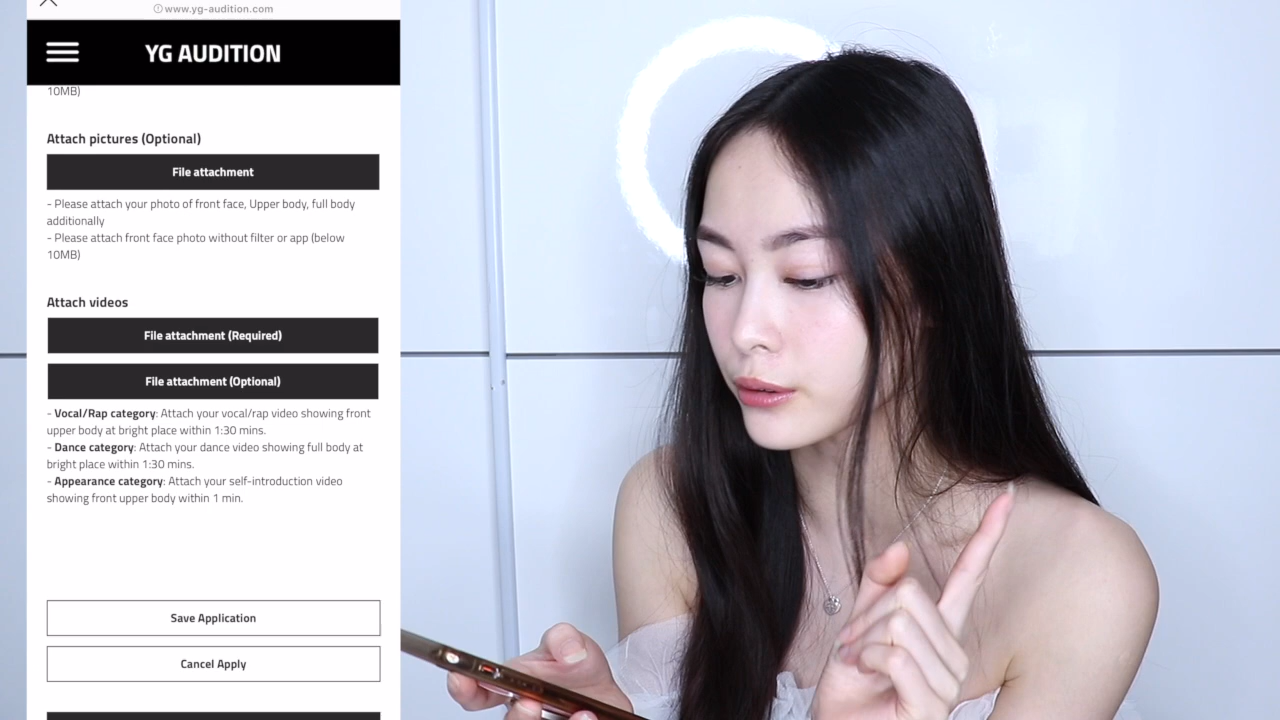 www.yg-audition.com
YG AUDITION
10MB)
Attach pictures (Optional)
File attachment
- Please attach your photo of front face, Upper body, full body
additionally
- Please attach front face photo without filter or app (below
10MB)
Attach videos
File attachment (Required)
File attachment (Optional)
- Vocal/Rap category: Attach your vocal/rap video showing front
upper body at bright place within 1:30 mins.
- Dance category: Attach your dance video showing full body at
bright place within 1:30 mins.
- Appearance category: Attach your self-introduction video
showing front upper body within 1 min.
Save Application
Cancel Apply